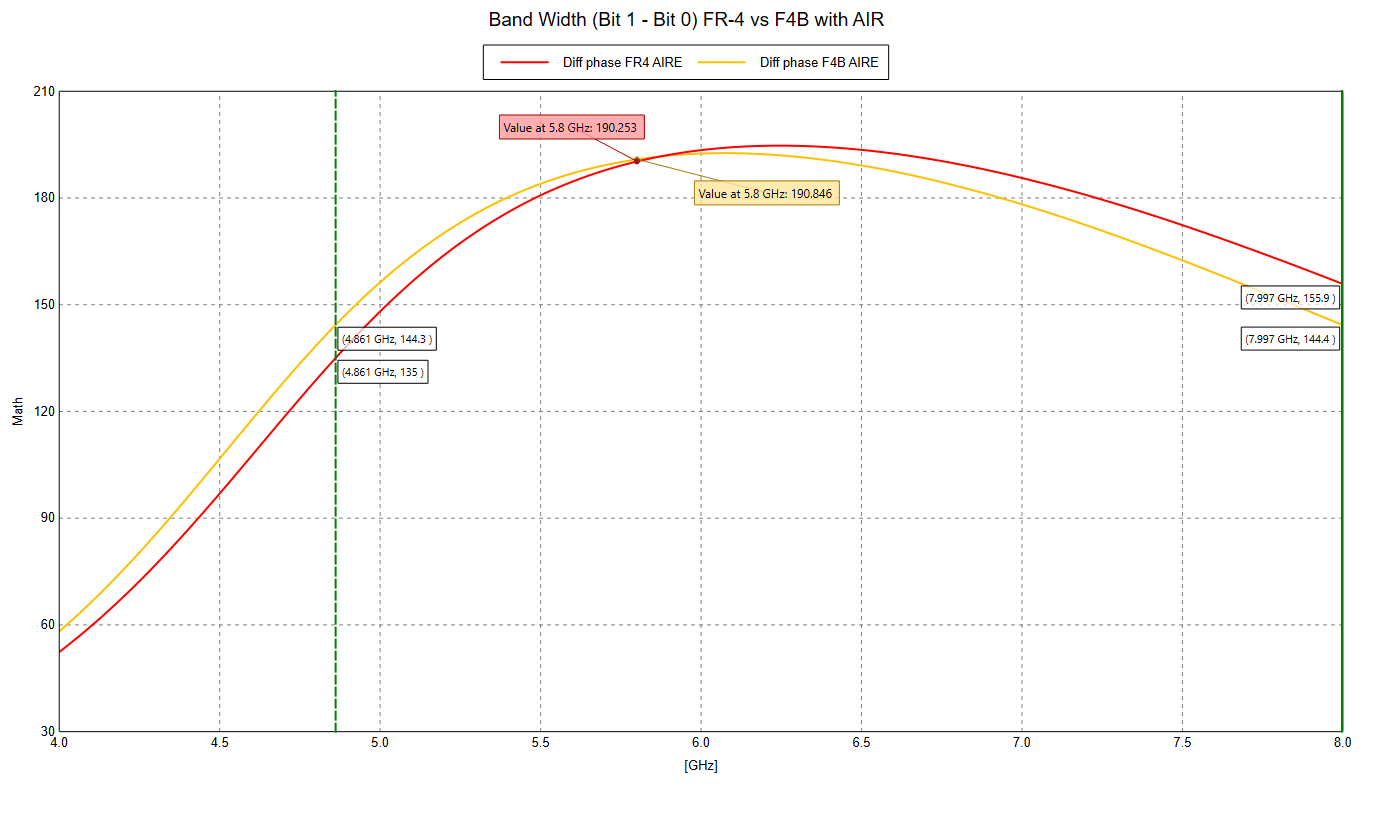 Band Width (Bit 1 - Bit 0) FR-4 vs F4B with AIR
Diff phase FR4 AIRE
Diff phase F4B AIRE
210
180
150
120
90
60
30
Math
Value at 5.8 GHz: 190.253
Value at 5.8 GHz: 190.846
(4.861 GHz, 144.3 )
(4.861 GHz, 135 )
(7.997 GHz, 155.9 )
(7.997 GHz, 144.4 )
4.0 4.5 5.0 5.5 6.0 6.5 7.0 7.5 8.0
[GHz]